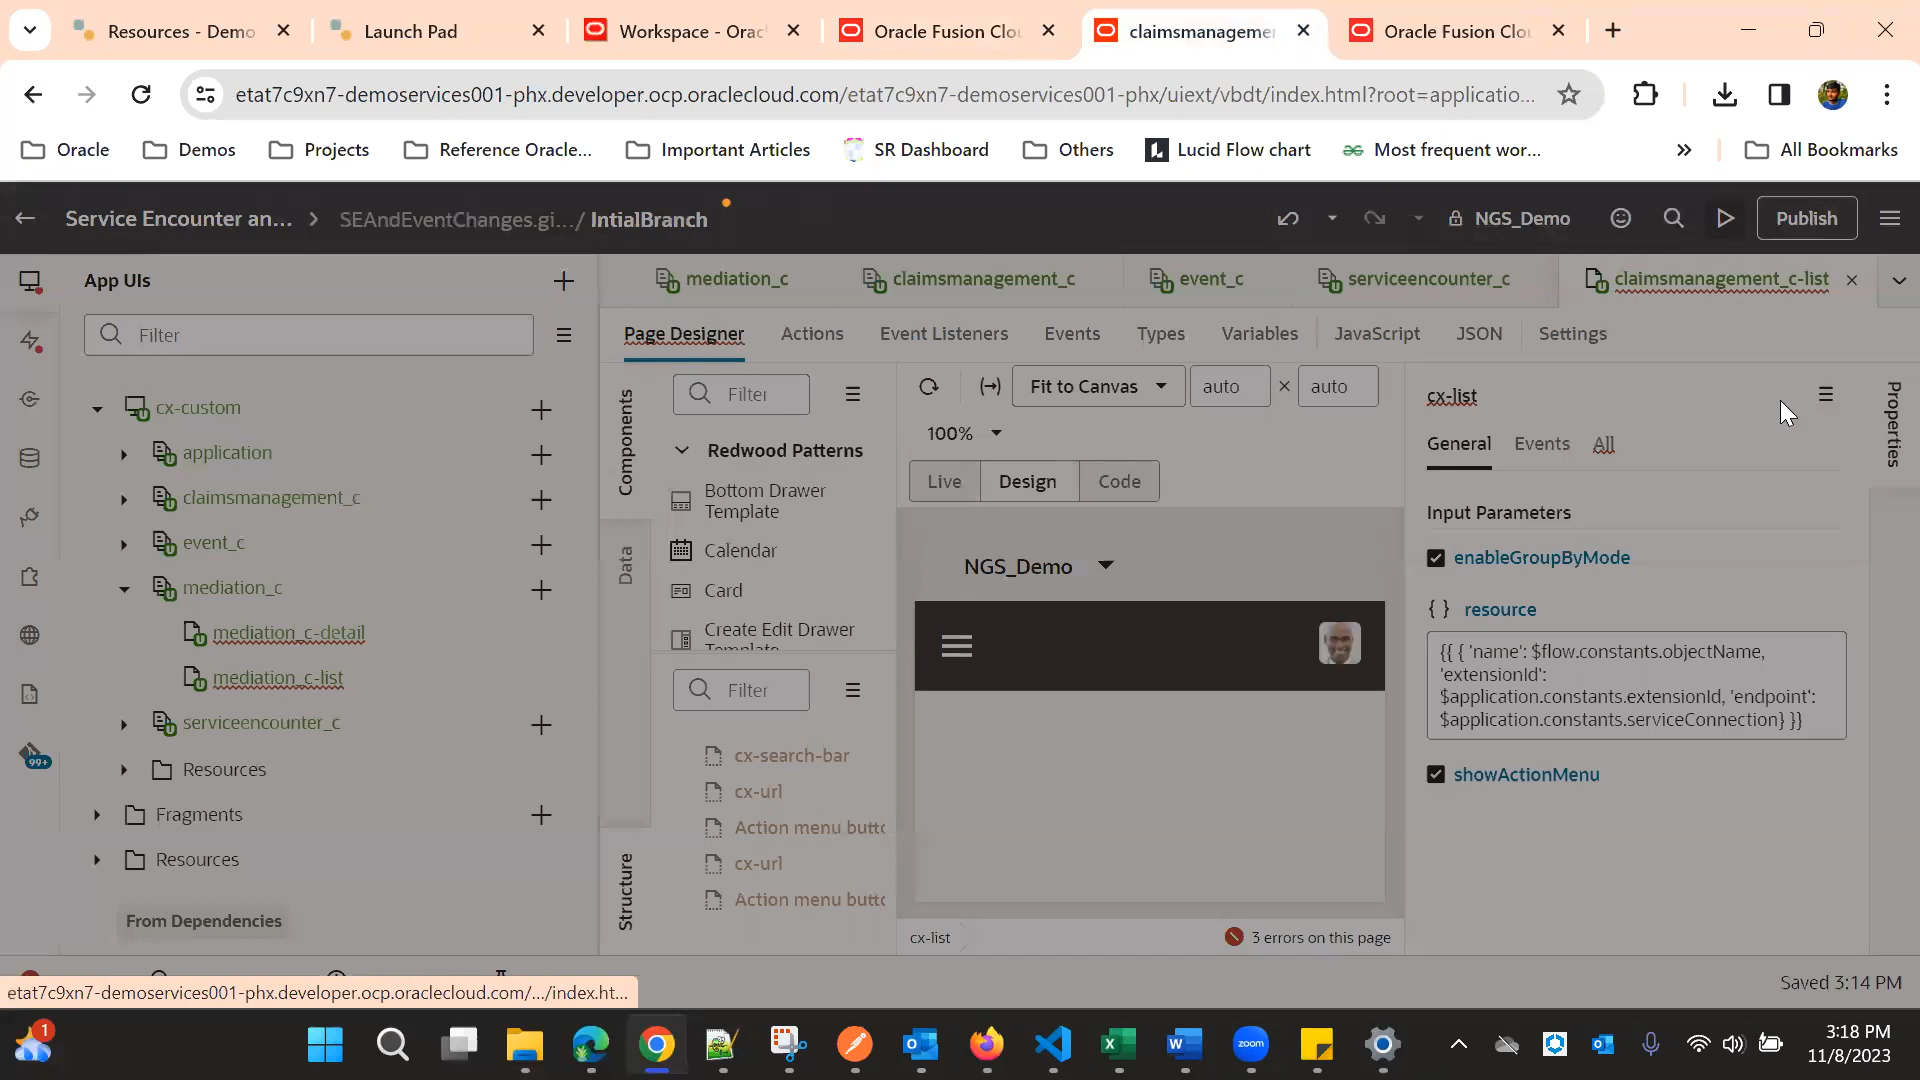 Resources - Demo
Launch Pad
Workspace - Orac
Oracle Fusion Clou
claimsmanagemen
Oracle Fusion Clou
etat7c9xn7-demoservices001-phx.developer.ocp.oraclecloud.com/etat7c9xn7-demoservices001-phx/uiext/vbdt/index.html?root=applicatio...
Oracle
Demos
Projects
Reference Oracle...
Important Articles
SR Dashboard
Others
Lucid Flow chart
Most frequent wor...
All Bookmarks
Service Encounter an...
SEAndEventChanges.gi... / IntialBranch
NGS_Demo
Publish
App UIs
mediation_c
claimsmanagement_c
event_c
serviceencounter_c
claimsmanagement_c-list
Filter
Page Designer
Actions
Event Listeners
Events
Types
Variables
JavaScript
JSON
Settings
cx-custom
application
claimsmanagement_c
event_c
mediation_c
mediation_c-detail
mediation_c-list
serviceencounter_c
Resources
Fragments
Resources
From Dependencies
Components
Data
Structure
Filter
Redwood Patterns
Bottom Drawer
Template
Calendar
Card
Create Edit Drawer
Template
Filter
cx-search-bar
cx-url
Action menu butto
cx-url
Action menu butto
Fit to Canvas
auto × auto
100%
Live
Design
Code
NGS_Demo
cx-list
3 errors on this page
cx-list
General
Events
All
Input Parameters
enableGroupByMode
{ } resource
{{ { 'name': $flow.constants.objectName,
'extensionId':
$application.constants.extensionId, 'endpoint':
$application.constants.serviceConnection} }}
showActionMenu
Properties
etat7c9xn7-demoservices001-phx.developer.ocp.oraclecloud.com/.../index.ht...
Saved 3:14 PM
99+
1
zoom
3:18 PM
11/8/2023